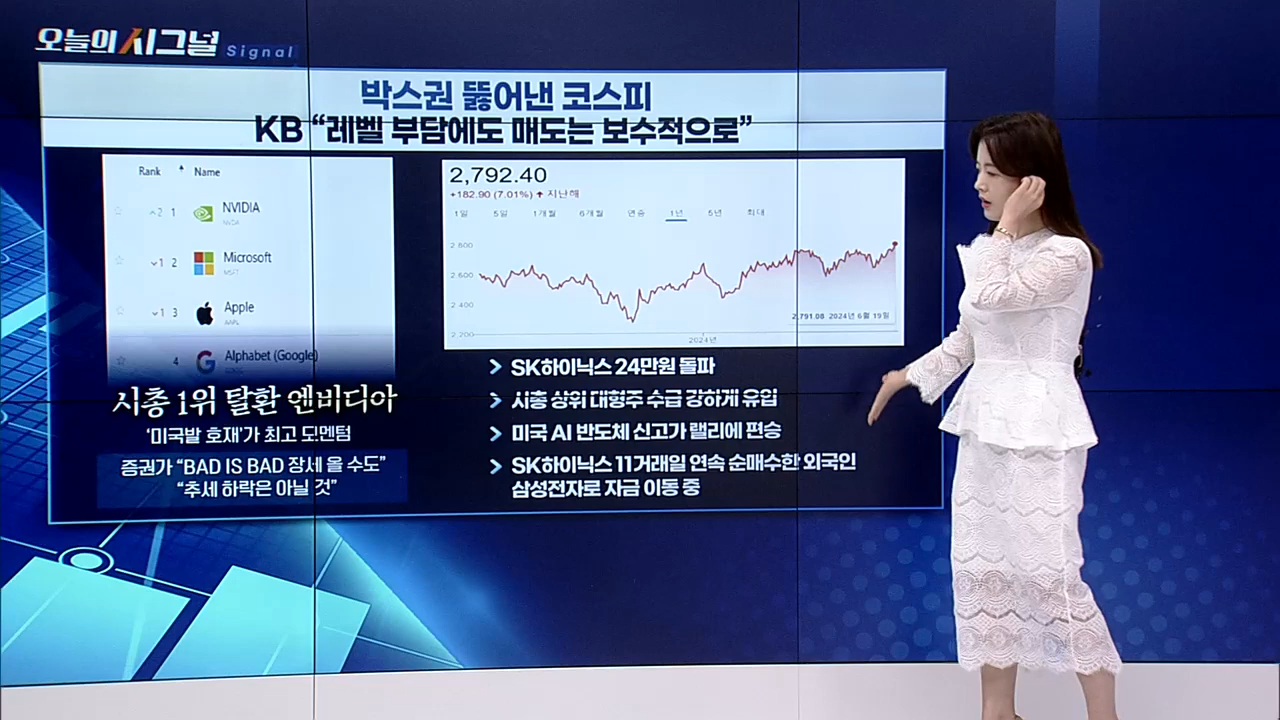 오늘의 시그널 Signal
박스권 뚫어낸 코스피
KB “레벨 부담에도 매도는 보수적으로”
Rank Name
2 1 NVIDIA
NVDA
1 2 Microsoft
MSFT
1 3 Apple
AAPL
4 Alphabet (Google)
GOOG
시총 1위 탈환 엔비디아
‘미국발 호재’가 최고 모멘텀
증권가 “BAD IS BAD 장세 올 수도”
“추세 하락은 아닐 것”
2,792.40
+182.90 (7.01%) ↑ 지난해
1일 5일 1개월 6개월 연중 1년 5년 최대
2,800
2,600
2,400
2,200
2,791.08 2024년 6월 19일
2024년
> SK하이닉스 24만원 돌파
> 시총 상위 대형주 수급 강하게 유입
> 미국 AI 반도체 신고가 랠리에 편승
> SK하이닉스 11거래일 연속 순매수한 외국인
삼성전자로 자금 이동 중